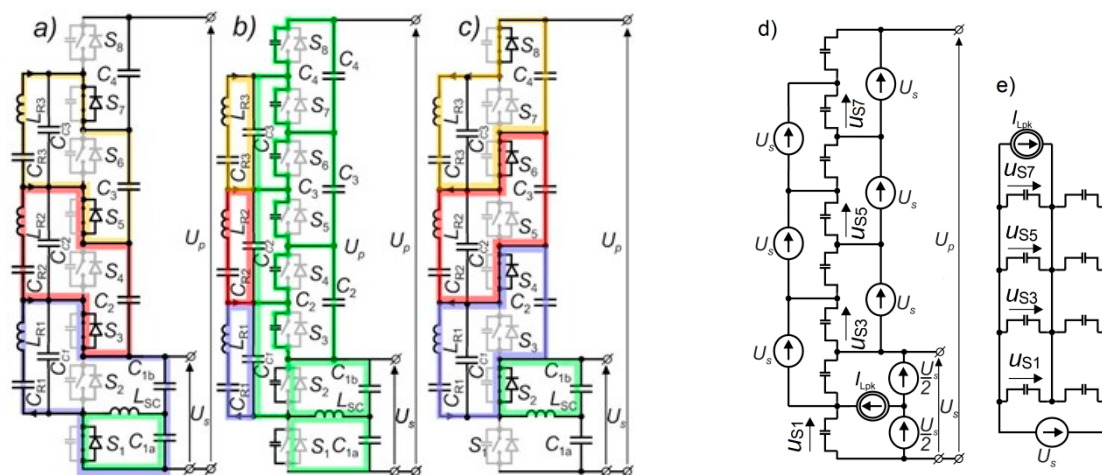 a)
S8
C4
S7
LR3
CC3
CR3
S6
C3
S5
LR2
CC2
CR2
S4
C2
S3
LR1
CC1
CR1
S2
C1b
LSC
S1
C1a
Up
Us
b)
S8
C4
C4
S7
LR3
CC3
CR3
S6
C3
C3
S5
LR2
CC2
CR2
S4
C2
C2
S3
LR1
CC1
CR1
S2
C1b
LSC
S1
C1a
Up
Us
c)
S8
C4
S7
LR3
CC3
CR3
S6
C3
S5
LR2
CC2
CR2
S4
C2
S3
LR1
CC1
CR1
S2
C1b
LSC
S1
C1a
Up
Us
d)
Us
uS7
Us
Us
uS5
Us
Us
uS3
Us
ILpk
Us
2
Us
2
uS1
Us
Up
e)
ILpk
uS7
uS5
uS3
uS1
Us